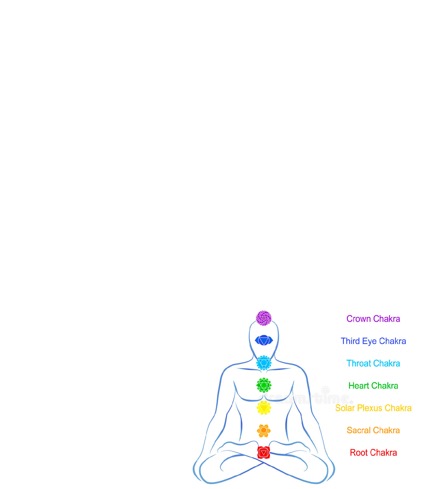 Crown Chakra
Third Eye Chakra
Throat Chakra
Heart Chakra
Solar Plexus Chakra
Sacral Chakra
Root Chakra